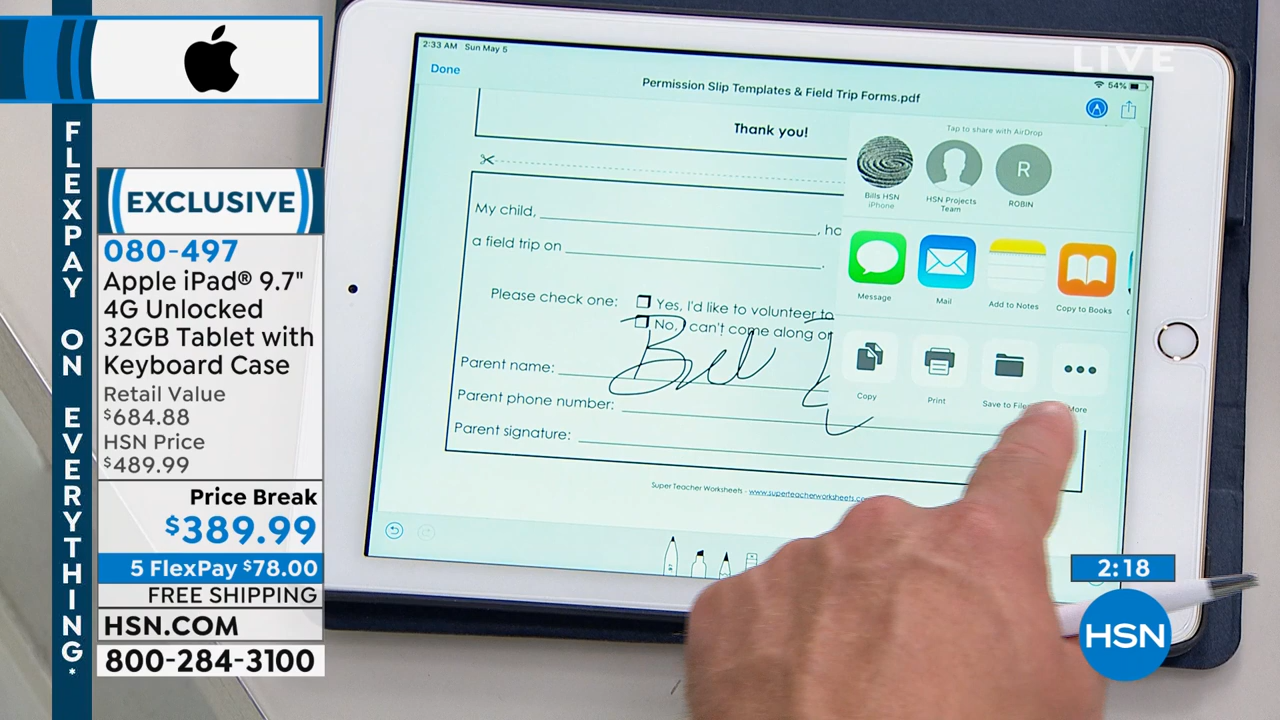 FLEXPAY ON EVERYTHING*
EXCLUSIVE
080-497
Apple iPad® 9.7"
4G Unlocked
32GB Tablet with
Keyboard Case
Retail Value
$684.88
HSN Price
$489.99
Price Break
$389.99
5 FlexPay $78.00
FREE SHIPPING
HSN.COM
800-284-3100
LIVE
2:33 AM Sun May 5
54%
Done
Permission Slip Templates & Field Trip Forms.pdf
Thank you!
My child,
a field trip on
Please check one:
Yes, I'd like to volunteer to
No, can't come along or
Parent name:
Bill
Parent phone number:
Parent signature:
Super Teacher Worksheets - www.superteacherworksheets.co
Tap to share with AirDrop
R
Bills HSN
iPhone
HSN Projects
Team
ROBIN
Message
Mail
Add to Notes
Copy to Books
Copy
Print
Save to File
More
2:18
HSN